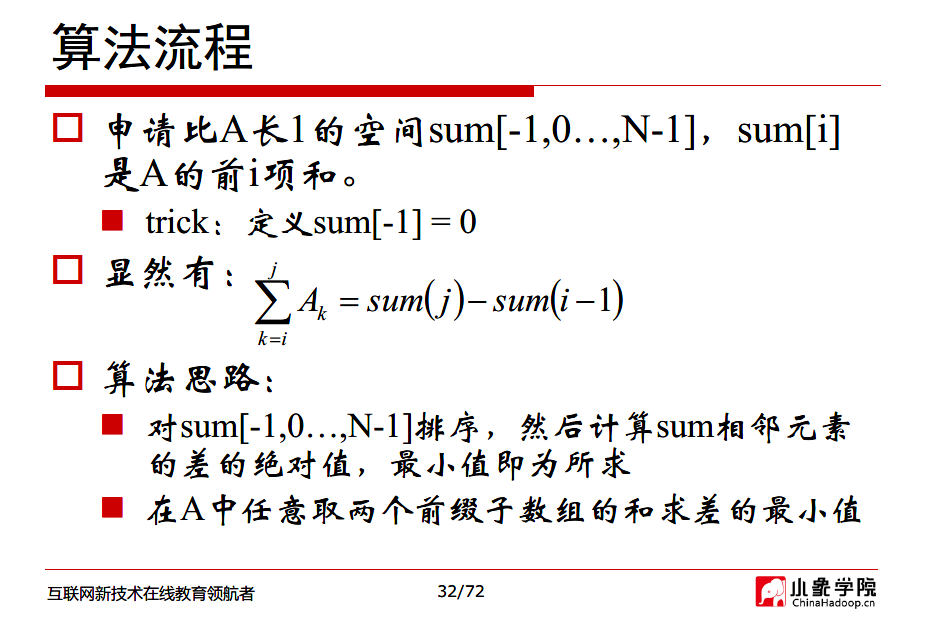 算法流程
申请比A长1的空间sum[-1,0…,N-1]，sum[i]
是A的前i项和。
trick：定义sum[-1] = 0
显然有：
j
∑ A_k = sum(j) − sum(i − 1)
k=i
算法思路：
对sum[-1,0…,N-1]排序，然后计算sum相邻元素
的差的绝对值，最小值即为所求
在A中任意取两个前缀子数组的和求差的最小值
互联网新技术在线教育领航者
32/72
小象学院
ChinaHadoop.cn